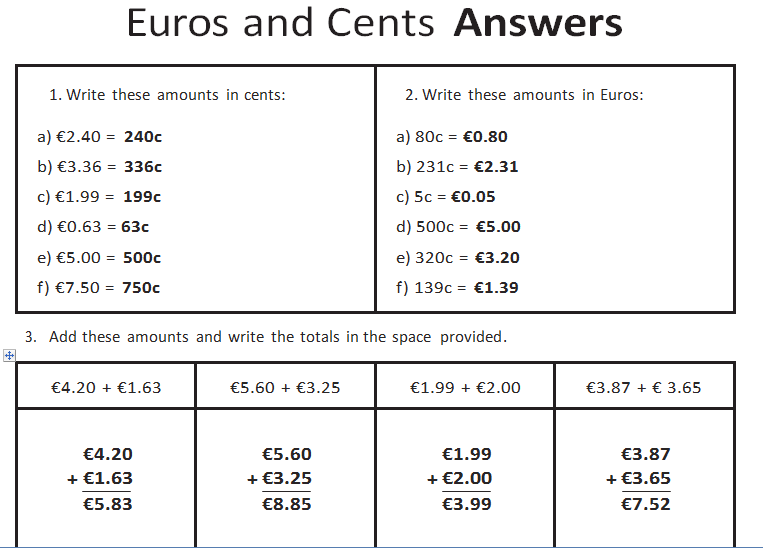 Euros and Cents Answers
1. Write these amounts in cents:
a) €2.40 = 240c
b) €3.36 = 336c
c) €1.99 = 199c
d) €0.63 = 63c
e) €5.00 = 500c
f) €7.50 = 750c
2. Write these amounts in Euros:
a) 80c = €0.80
b) 231c = €2.31
c) 5c = €0.05
d) 500c = €5.00
e) 320c = €3.20
f) 139c = €1.39
3. Add these amounts and write the totals in the space provided.
€4.20 + €1.63
€4.20
+ €1.63
€5.83
€5.60 + €3.25
€5.60
+ €3.25
€8.85
€1.99 + €2.00
€1.99
+ €2.00
€3.99
€3.87 + € 3.65
€3.87
+ €3.65
€7.52